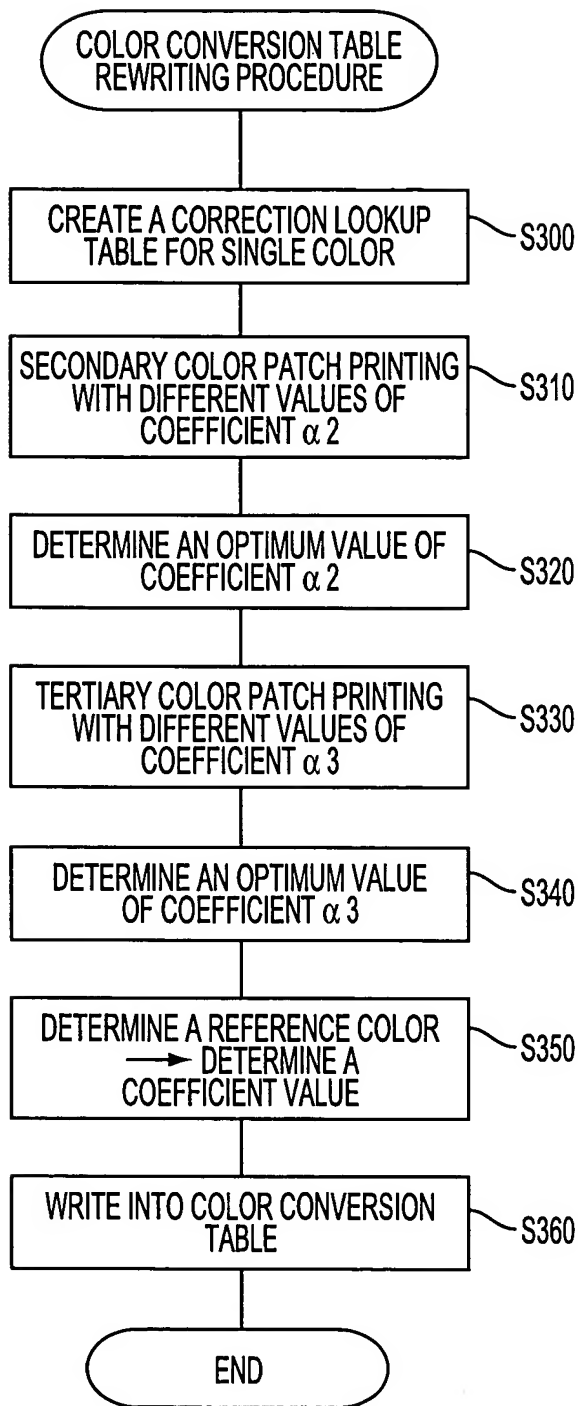 COLOR CONVERSION TABLE
REWRITING PROCEDURE
CREATE A CORRECTION LOOKUP
TABLE FOR SINGLE COLOR
S300
SECONDARY COLOR PATCH PRINTING
WITH DIFFERENT VALUES OF
COEFFICIENT α 2
S310
DETERMINE AN OPTIMUM VALUE OF
COEFFICIENT α 2
S320
TERTIARY COLOR PATCH PRINTING
WITH DIFFERENT VALUES OF
COEFFICIENT α 3
S330
DETERMINE AN OPTIMUM VALUE
OF COEFFICIENT α 3
S340
DETERMINE A REFERENCE COLOR
→ DETERMINE A
COEFFICIENT VALUE
S350
WRITE INTO COLOR CONVERSION
TABLE
S360
END